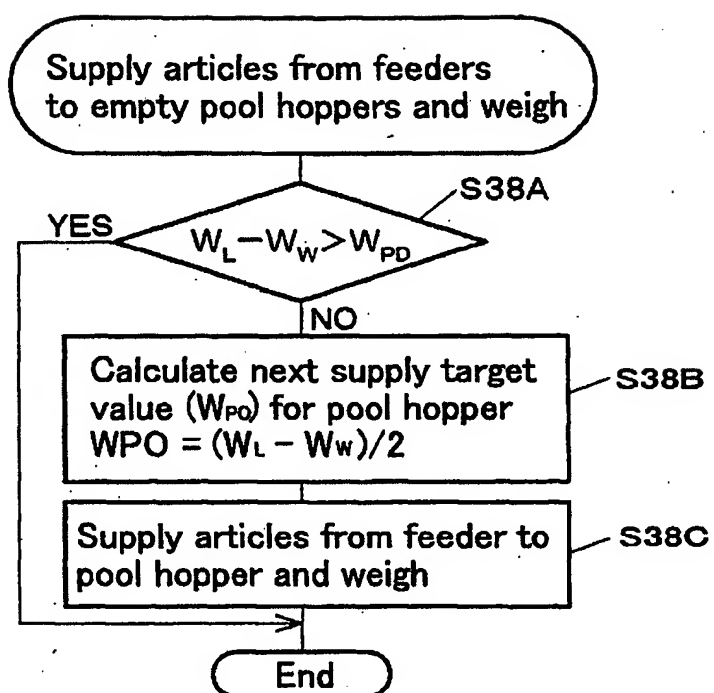 Supply articles from feeders
to empty pool hoppers and weigh
S38A
YES
W_L−W_W>W_PD
NO
Calculate next supply target
value (W_PO) for pool hopper
WPO = (W_L − W_W)/2
S38B
Supply articles from feeder to
pool hopper and weigh
S38C
End